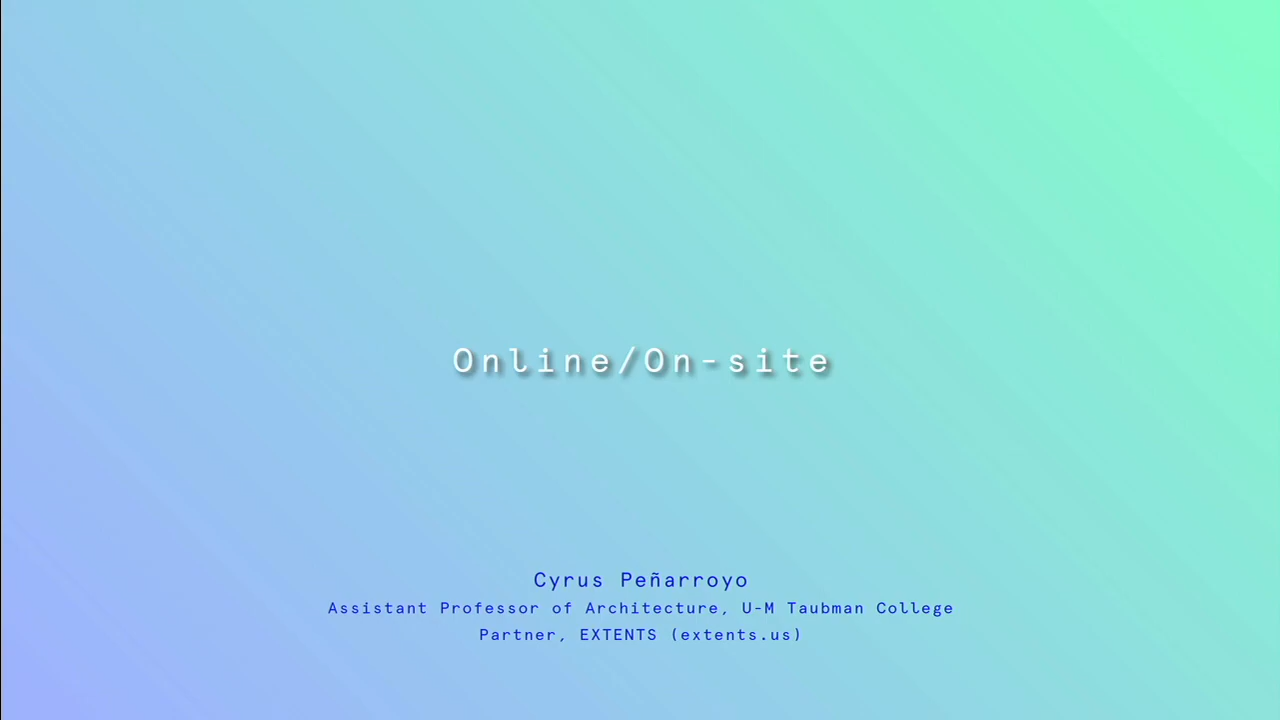 Online/On-site
Cyrus Peñarroyo
Assistant Professor of Architecture, U-M Taubman College
Partner, EXTENTS (extents.us)